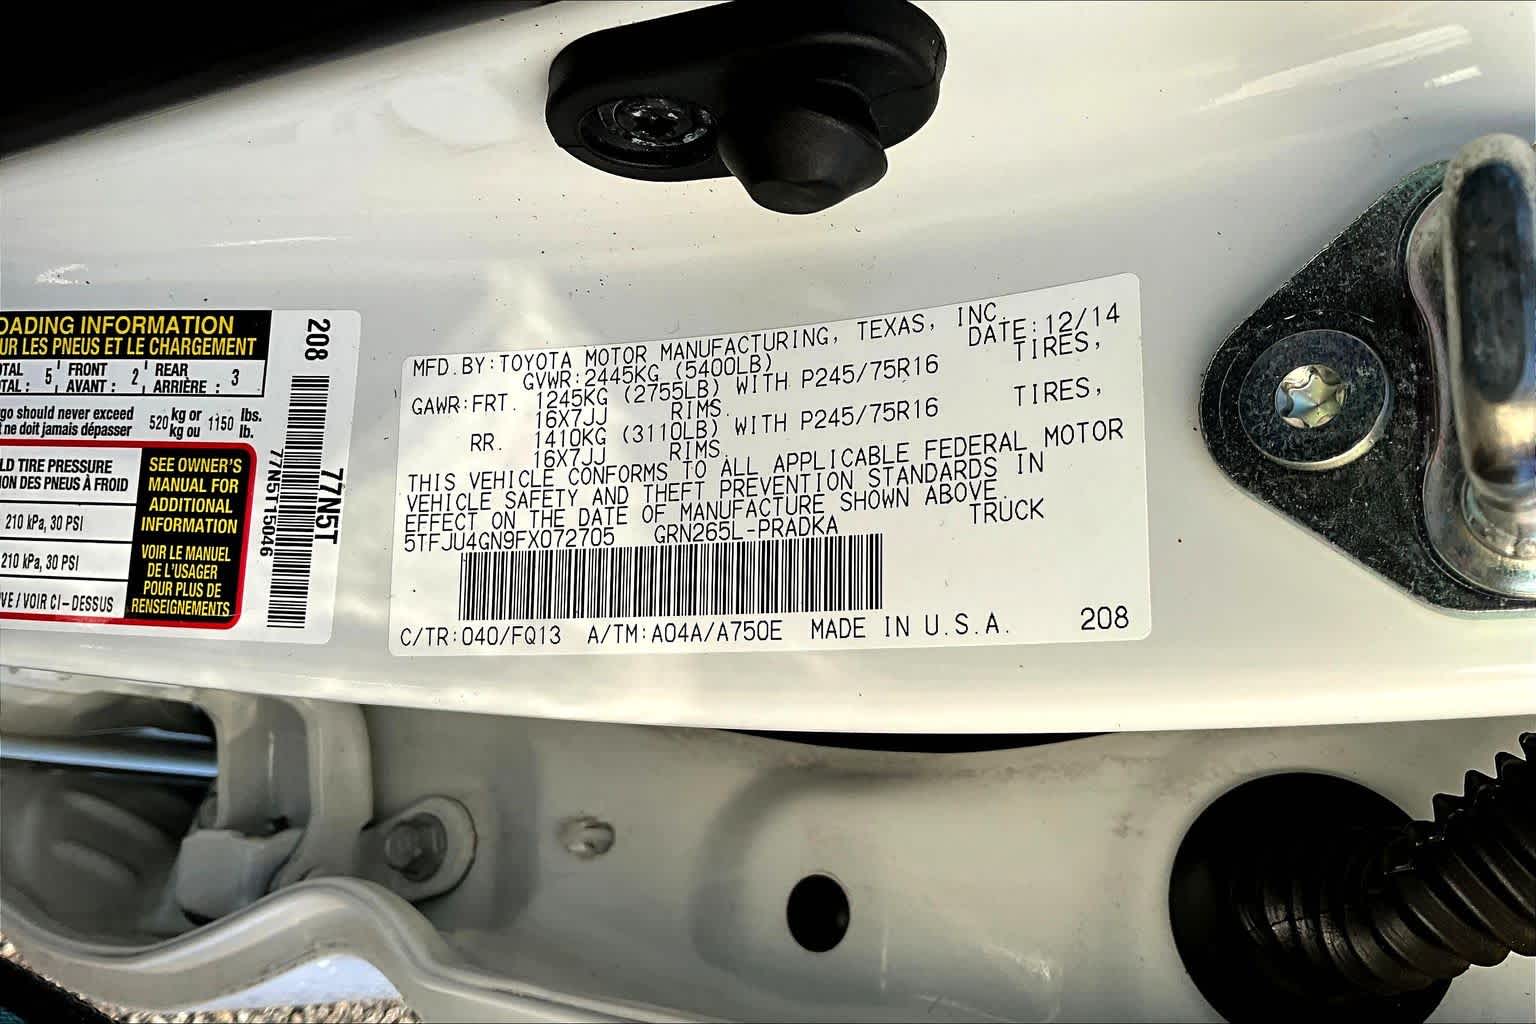 OADING INFORMATION
UR LES PNEUS ET LE CHARGEMENT
OTAL 5 FRONT 2 REAR 3
TAL : AVANT : ARRIÈRE :
go should never exceed 520 kg or 1150 lbs.
t ne doit jamais dépasser kg ou lb.
LD TIRE PRESSURE
ION DES PNEUS À FROID
210 kPa, 30 PSI
210 kPa, 30 PSI
VE / VOIR CI-DESSUS
SEE OWNER'S
MANUAL FOR
ADDITIONAL
INFORMATION
VOIR LE MANUEL
DE L'USAGER
POUR PLUS DE
RENSEIGNEMENTS
208
77N5T
77N5T15046
MFD.BY:TOYOTA MOTOR MANUFACTURING, TEXAS, INC.
DATE:12/14
GVWR:2445KG (5400LB)
GAWR:FRT. 1245KG (2755LB) WITH P245/75R16 TIRES,
16X7JJ RIMS.
RR. 1410KG (3110LB) WITH P245/75R16 TIRES,
16X7JJ RIMS.
THIS VEHICLE CONFORMS TO ALL APPLICABLE FEDERAL MOTOR
VEHICLE SAFETY AND THEFT PREVENTION STANDARDS IN
EFFECT ON THE DATE OF MANUFACTURE SHOWN ABOVE.
5TFJU4GN9FX072705 GRN265L-PRADKA TRUCK
C/TR:040/FQ13 A/TM:A04A/A750E MADE IN U.S.A. 208